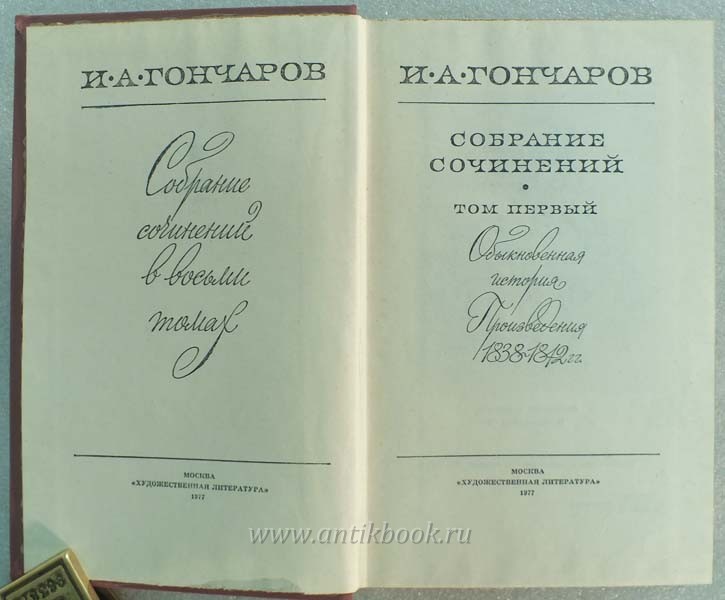 И·А·ГОНЧАРОВ
Собрание
сочинений
в восьми
томах
МОСКВА
«ХУДОЖЕСТВЕННАЯ ЛИТЕРАТУРА»
1977
И·А·ГОНЧАРОВ
СОБРАНИЕ
СОЧИНЕНИЙ
ТОМ ПЕРВЫЙ
Обыкновенная
история
Произведения
1838-1842 гг.
МОСКВА
«ХУДОЖЕСТВЕННАЯ ЛИТЕРАТУРА»
1977
www.antikbook.ru